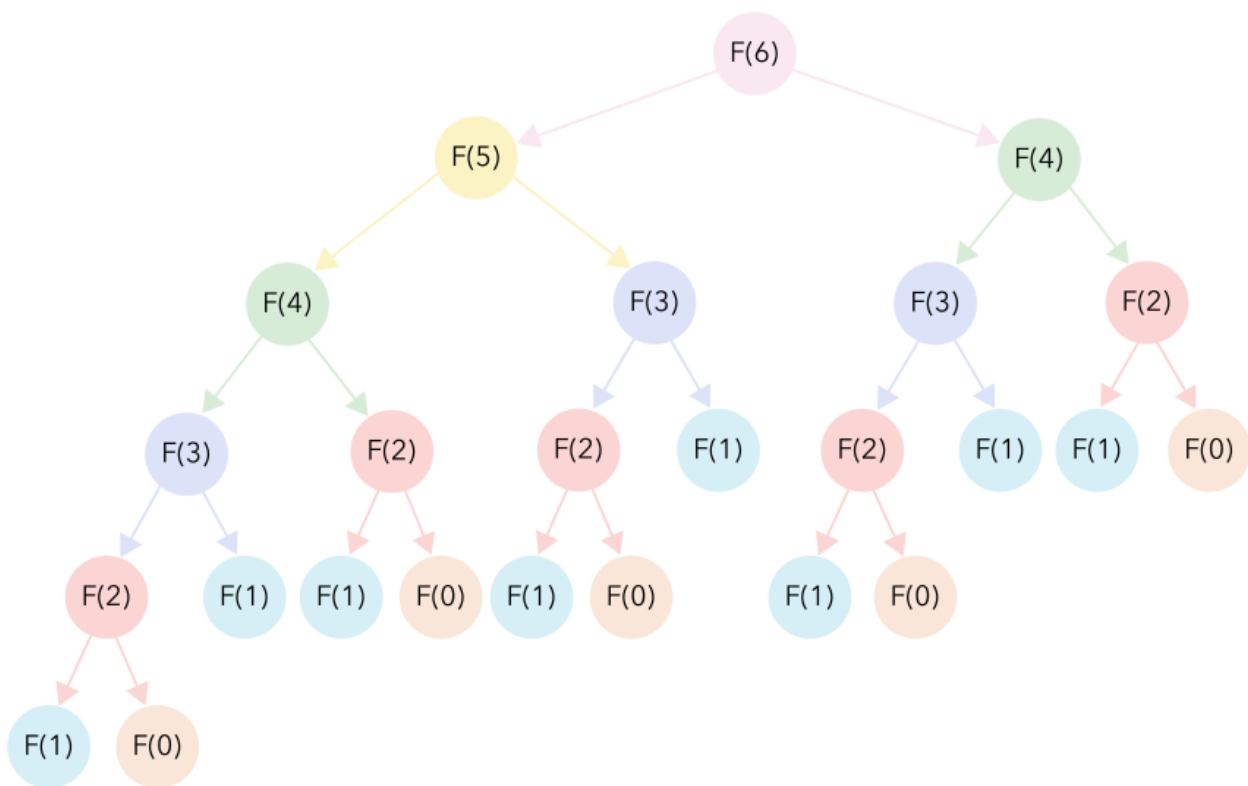 F(6)
F(5) F(4)
F(4) F(3) F(3) F(2)
F(3) F(2) F(2) F(1) F(2) F(1) F(1) F(0)
F(2) F(1) F(1) F(0) F(1) F(0) F(1) F(0)
F(1) F(0)